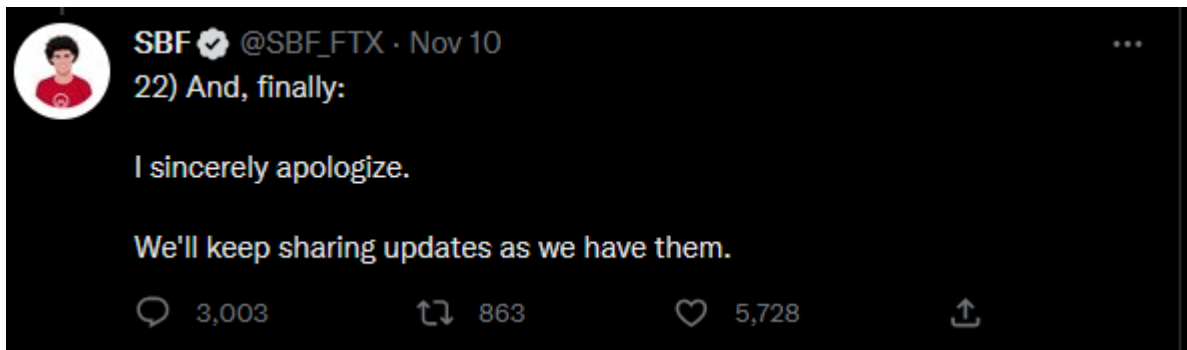 SBF @SBF_FTX · Nov 10
22) And, finally:
I sincerely apologize.
We'll keep sharing updates as we have them.
3,003 863 5,728